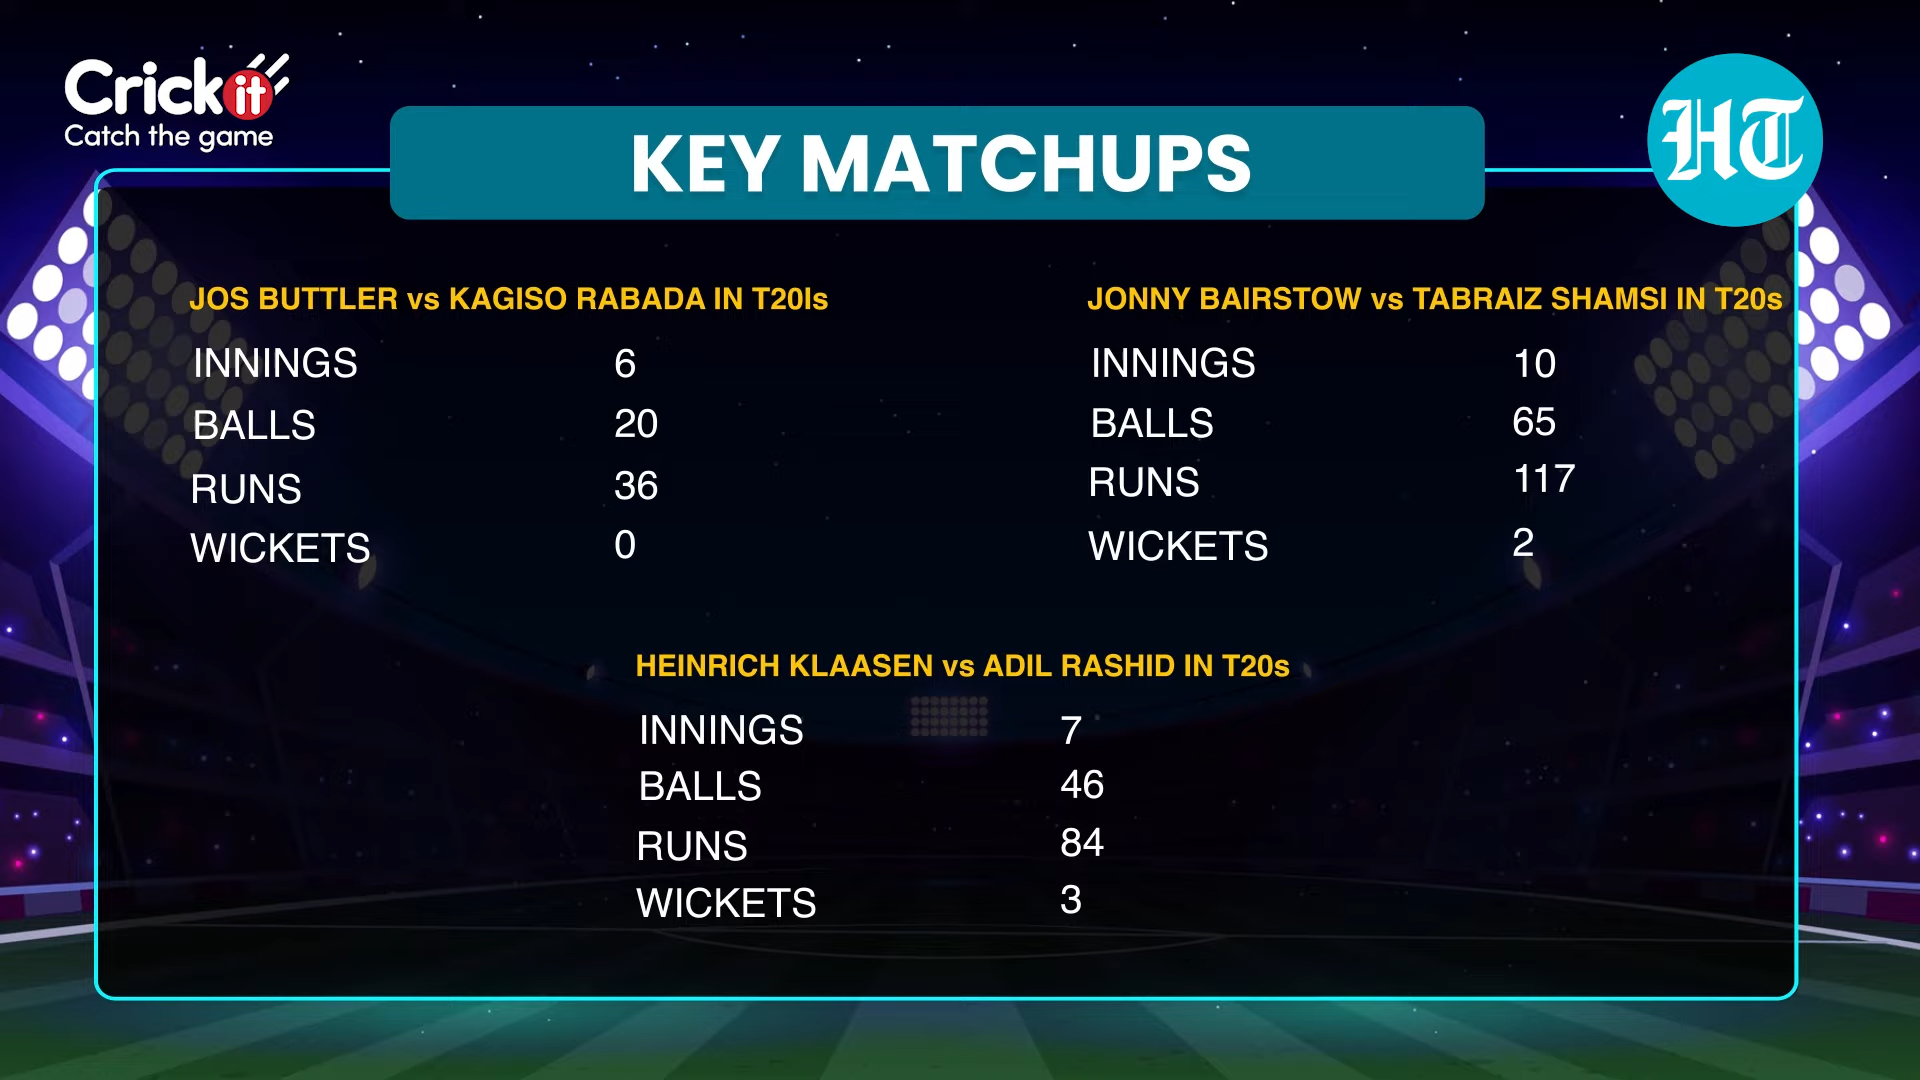 Crickit
Catch the game
HT
KEY MATCHUPS
JOS BUTTLER vs KAGISO RABADA IN T20Is
INNINGS 6
BALLS 20
RUNS 36
WICKETS 0
JONNY BAIRSTOW vs TABRAIZ SHAMSI IN T20s
INNINGS 10
BALLS 65
RUNS 117
WICKETS 2
HEINRICH KLAASEN vs ADIL RASHID IN T20s
INNINGS 7
BALLS 46
RUNS 84
WICKETS 3